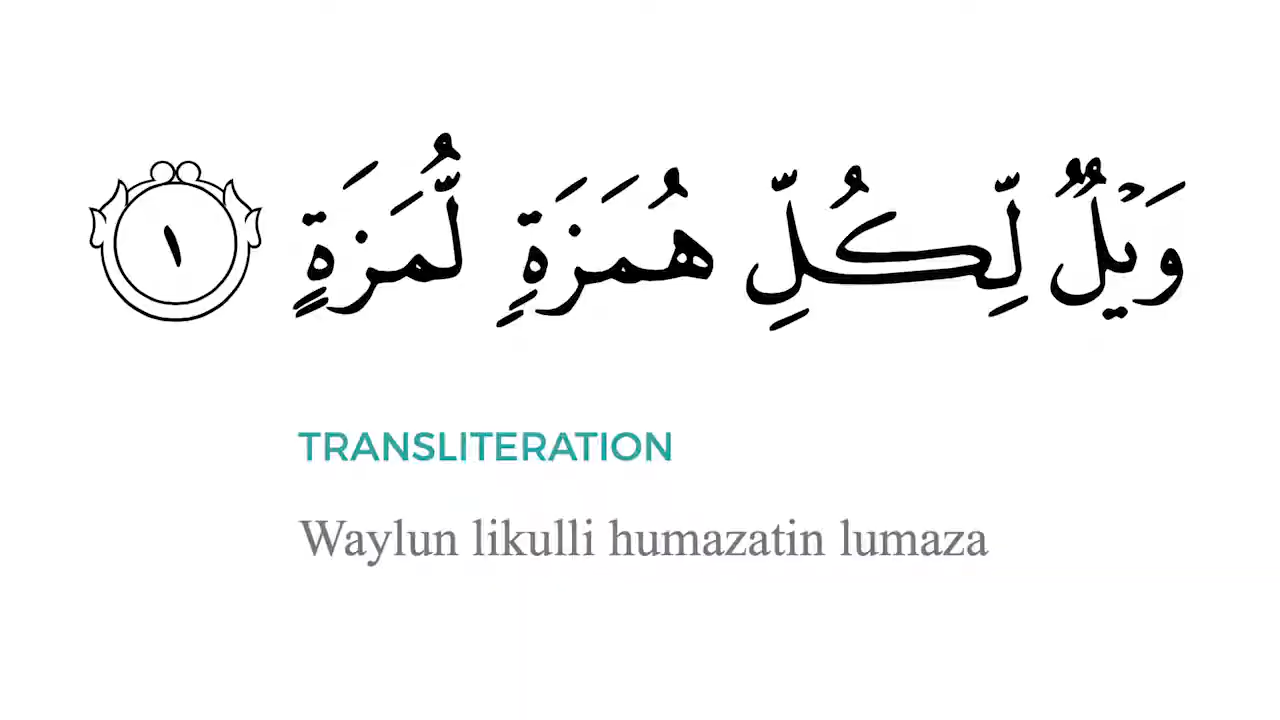 وَيْلٌ لِّكُلِّ هُمَزَةٍ لُّمَزَةٍ ١
TRANSLITERATION
Waylun likulli humazatin lumaza